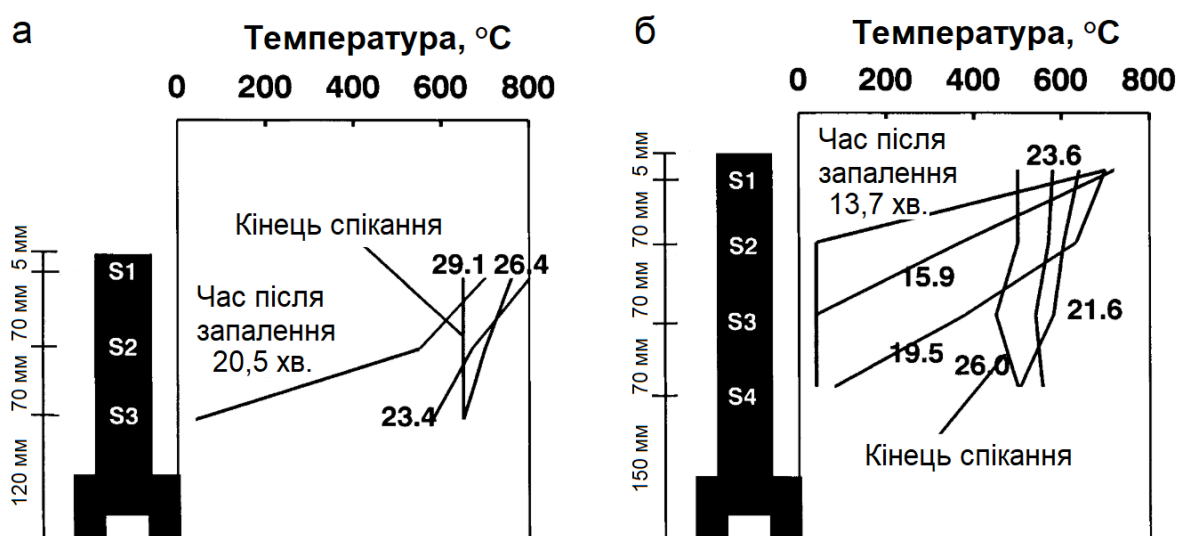 а
Температура, °C
0 200 400 600 800
5 мм
70 мм
70 мм
120 мм
S1
S2
S3
Кінець спікання
29.1 26.4
Час після
запалення
20,5 хв.
23.4
б
Температура, °C
0 200 400 600 800
5 мм
70 мм
70 мм
70 мм
150 мм
S1
S2
S3
S4
Час після
запалення
13,7 хв.
23.6
15.9
21.6
19.5
26.0
Кінець спікання